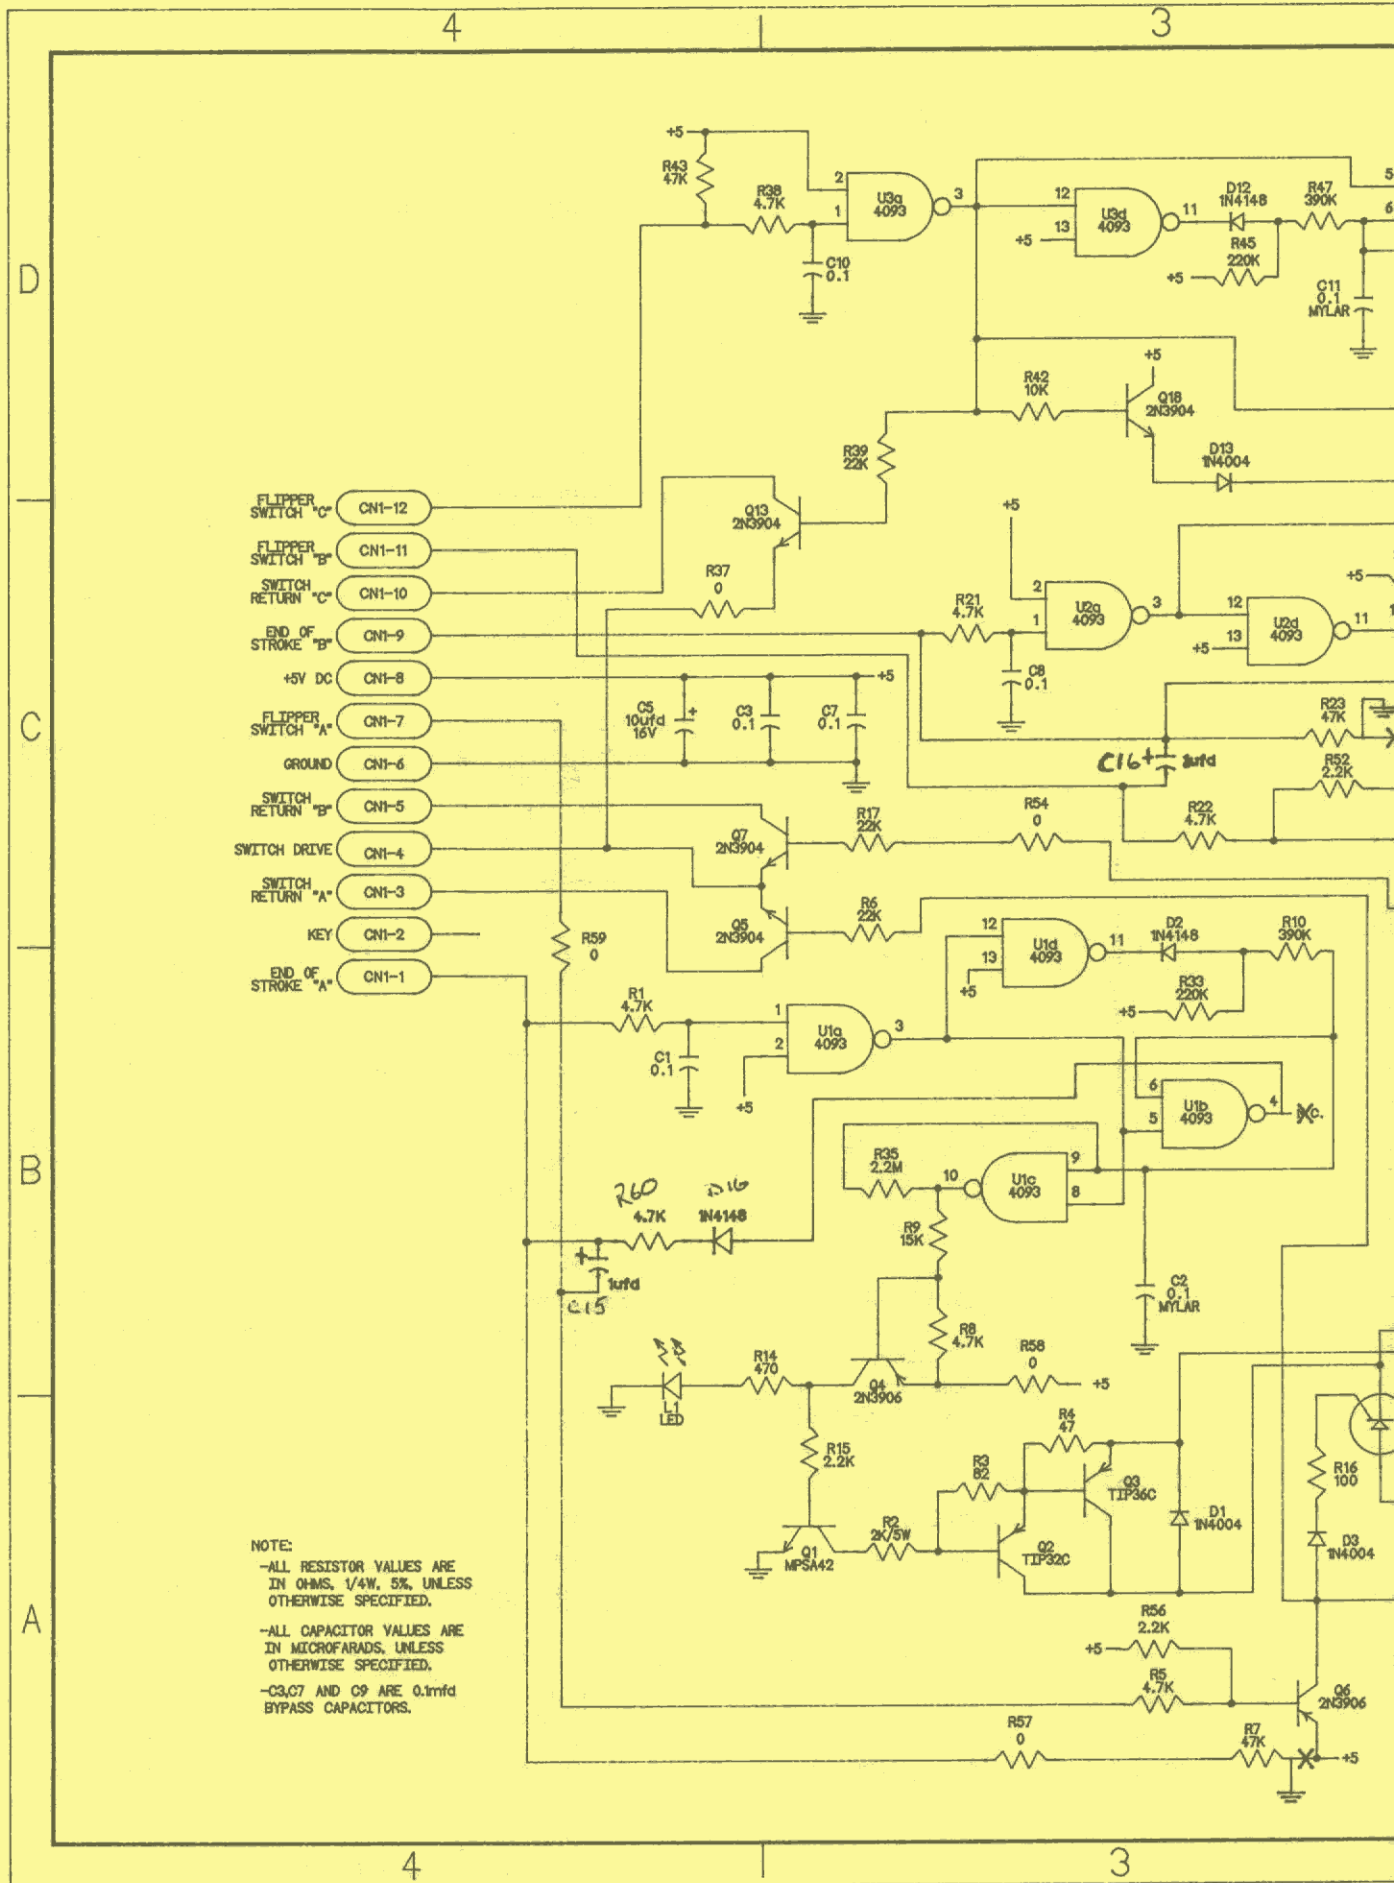 4
3
D
C
B
A
+5
R43
47K
R38
4.7K
2
1
U3a
4093
3
C10
0.1
12
13
+5
U3d
4093
11
D12
1N4148
R47
390K
5
6
R45
220K
+5
C11
0.1
MYLAR
R42
10K
+5
Q18
2N3904
D13
1N4004
R39
22K
Q13
2N3904
R37
0
FLIPPER
SWITCH "C"
CN1-12
FLIPPER
SWITCH "B"
CN1-11
SWITCH
RETURN "C"
CN1-10
END OF
STROKE "B"
CN1-9
+5V DC
CN1-8
FLIPPER
SWITCH "A"
CN1-7
GROUND
CN1-6
SWITCH
RETURN "B"
CN1-5
SWITCH DRIVE
CN1-4
SWITCH
RETURN "A"
CN1-3
KEY
CN1-2
END OF
STROKE "A"
CN1-1
+5
R21
4.7K
2
1
U2a
4093
3
C8
0.1
12
13
+5
U2d
4093
11
+5
1
+5
C5
10ufd
16V
+
C3
0.1
C7
0.1
R23
47K
C16 +
R52
2.2K
R22
4.7K
Q7
2N3904
R17
22K
R54
0
Q5
2N3904
R6
22K
R59
0
12
13
+5
U1d
4093
11
D2
1N4148
R10
390K
R33
220K
+5
R1
4.7K
C1
0.1
1
2
+5
U1a
4093
3
6
5
U1b
4093
4
R35
2.2M
10
U1c
4093
9
8
R60
4.7K
D16
1N4148
R9
15K
+
1ufd
C15
C2
0.1
MYLAR
R8
4.7K
L1
LED
R14
470
Q4
2N3906
R58
0
+5
R15
2.2K
R4
47
R3
82
Q3
TIP36C
R16
100
Q1
MPSA42
R2
2K/5W
Q2
TIP32C
D1
1N4004
D3
1N4004
NOTE:
-ALL RESISTOR VALUES ARE
IN OHMS, 1/4W, 5%, UNLESS
OTHERWISE SPECIFIED.
-ALL CAPACITOR VALUES ARE
IN MICROFARADS, UNLESS
OTHERWISE SPECIFIED.
-C3,C7 AND C9 ARE 0.1mfd
BYPASS CAPACITORS.
R56
2.2K
+5
R5
4.7K
Q6
2N3906
R57
0
R7
47K
+5
4
3